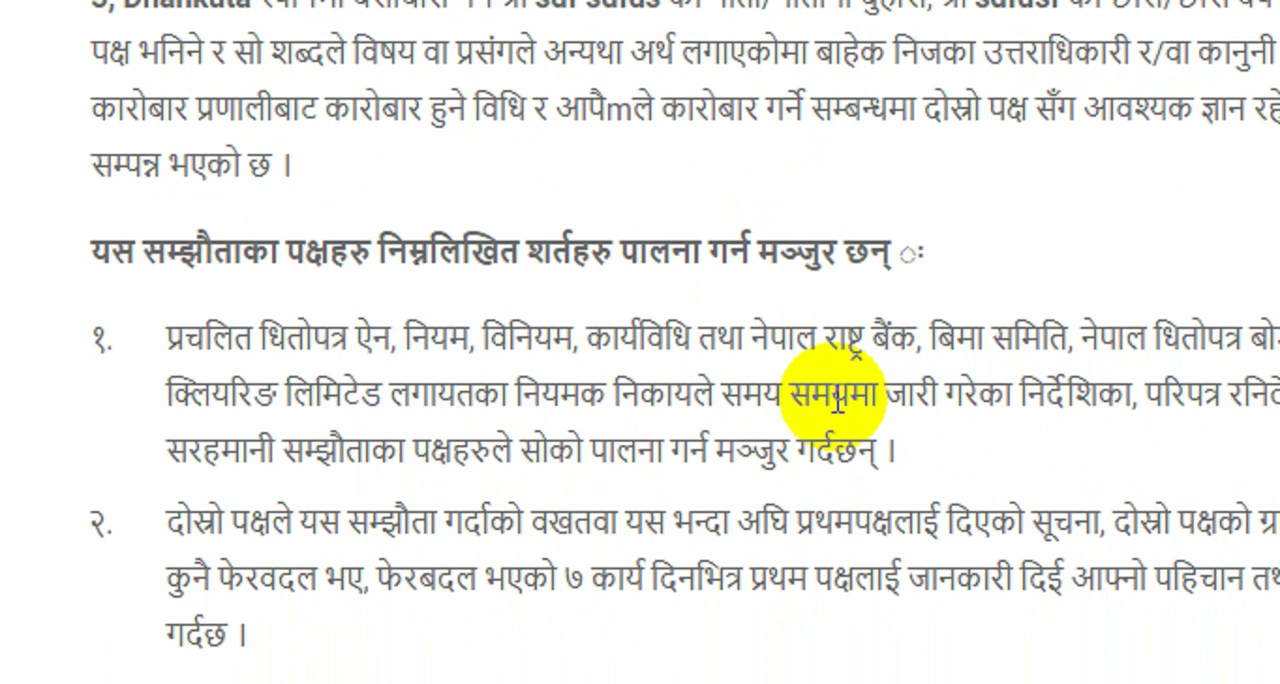 पक्ष भनिने र सो शब्दले विषय वा प्रसंगले अन्यथा अर्थ लगाएकोमा बाहेक निजका उत्तराधिकारी र/वा कानुनी
कारोबार प्रणालीबाट कारोबार हुने विधि र आपैmले कारोबार गर्ने सम्बन्धमा दोस्रो पक्ष सँग आवश्यक ज्ञान
सम्पन्न भएको छ ।
यस सम्झौताका पक्षहरु निम्नलिखित शर्तहरु पालना गर्न मञ्जुर छन् ः
१. प्रचलित धितोपत्र ऐन, नियम, विनियम, कार्यविधि तथा नेपाल राष्ट्र बैंक, बिमा समिति, नेपाल धितोपत्र
क्लियरिङ लिमिटेड लगायतका नियमक निकायले समय समयमा जारी गरेका निर्देशिका, परिपत्र
सरहमानी सम्झौताका पक्षहरुले सोको पालना गर्न मञ्जुर गर्दछन् ।
२. दोस्रो पक्षले यस सम्झौता गर्दाको वखतवा यस भन्दा अघि प्रथमपक्षलाई दिएको सूचना, दोस्रो पक्षको
कुनै फेरवदल भए, फेरबदल भएको ७ कार्य दिनभित्र प्रथम पक्षलाई जानकारी दिई आफ्नो पहिचान
गर्दछ ।